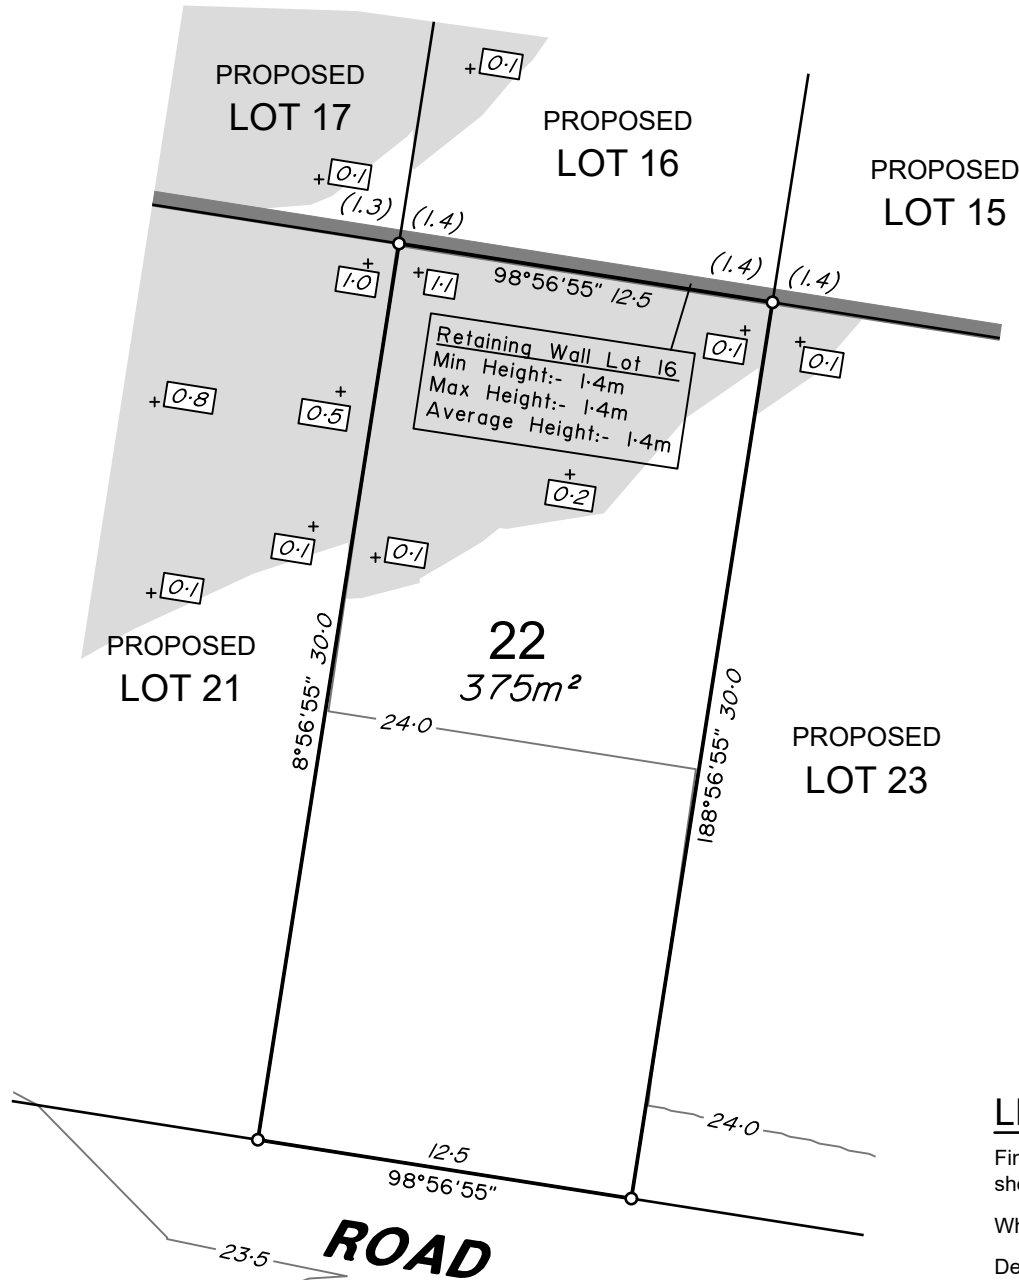 0·1
PROPOSED
LOT 17
PROPOSED
LOT 16
PROPOSED
LOT 15
0·1
(1.3)
(1.4)
(1.4)
(1.4)
98°56'55" 12·5
1·0
1·1
0·1
0·1
Retaining Wall Lot 16
Min Height:- 1·4m
Max Height:- 1·4m
Average Height:- 1·4m
0·8
0·5
0·2
0·1
0·1
0·1
PROPOSED
LOT 21
8°56'55" 30·0
22
375m²
24·0
188°56'55" 30·0
PROPOSED
LOT 23
24·0
12·5
98°56'55"
ROAD
23·5